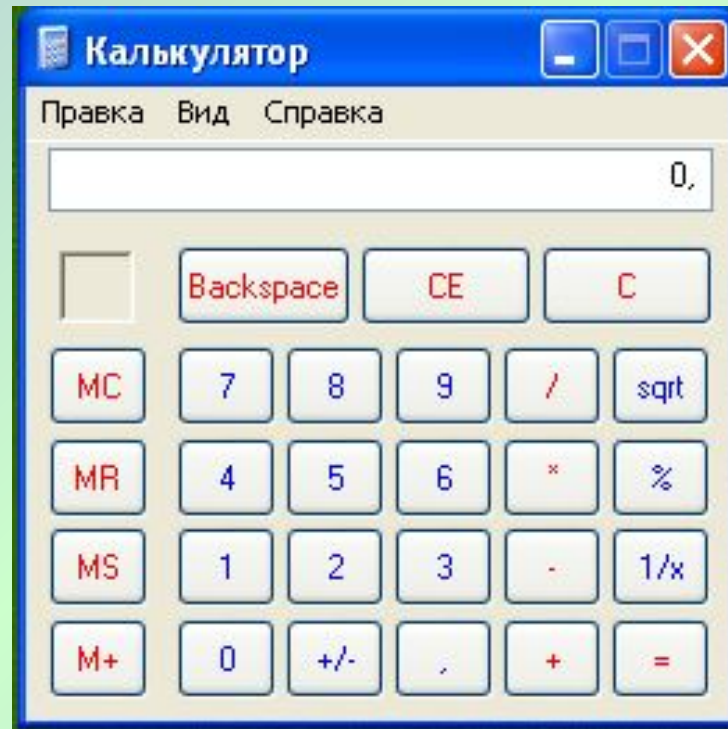 Калькулятор
Правка Вид Справка
0,
Backspace CE C
MC 7 8 9 / sqrt
MR 4 5 6 * %
MS 1 2 3 - 1/x
M+ 0 +/- , + =